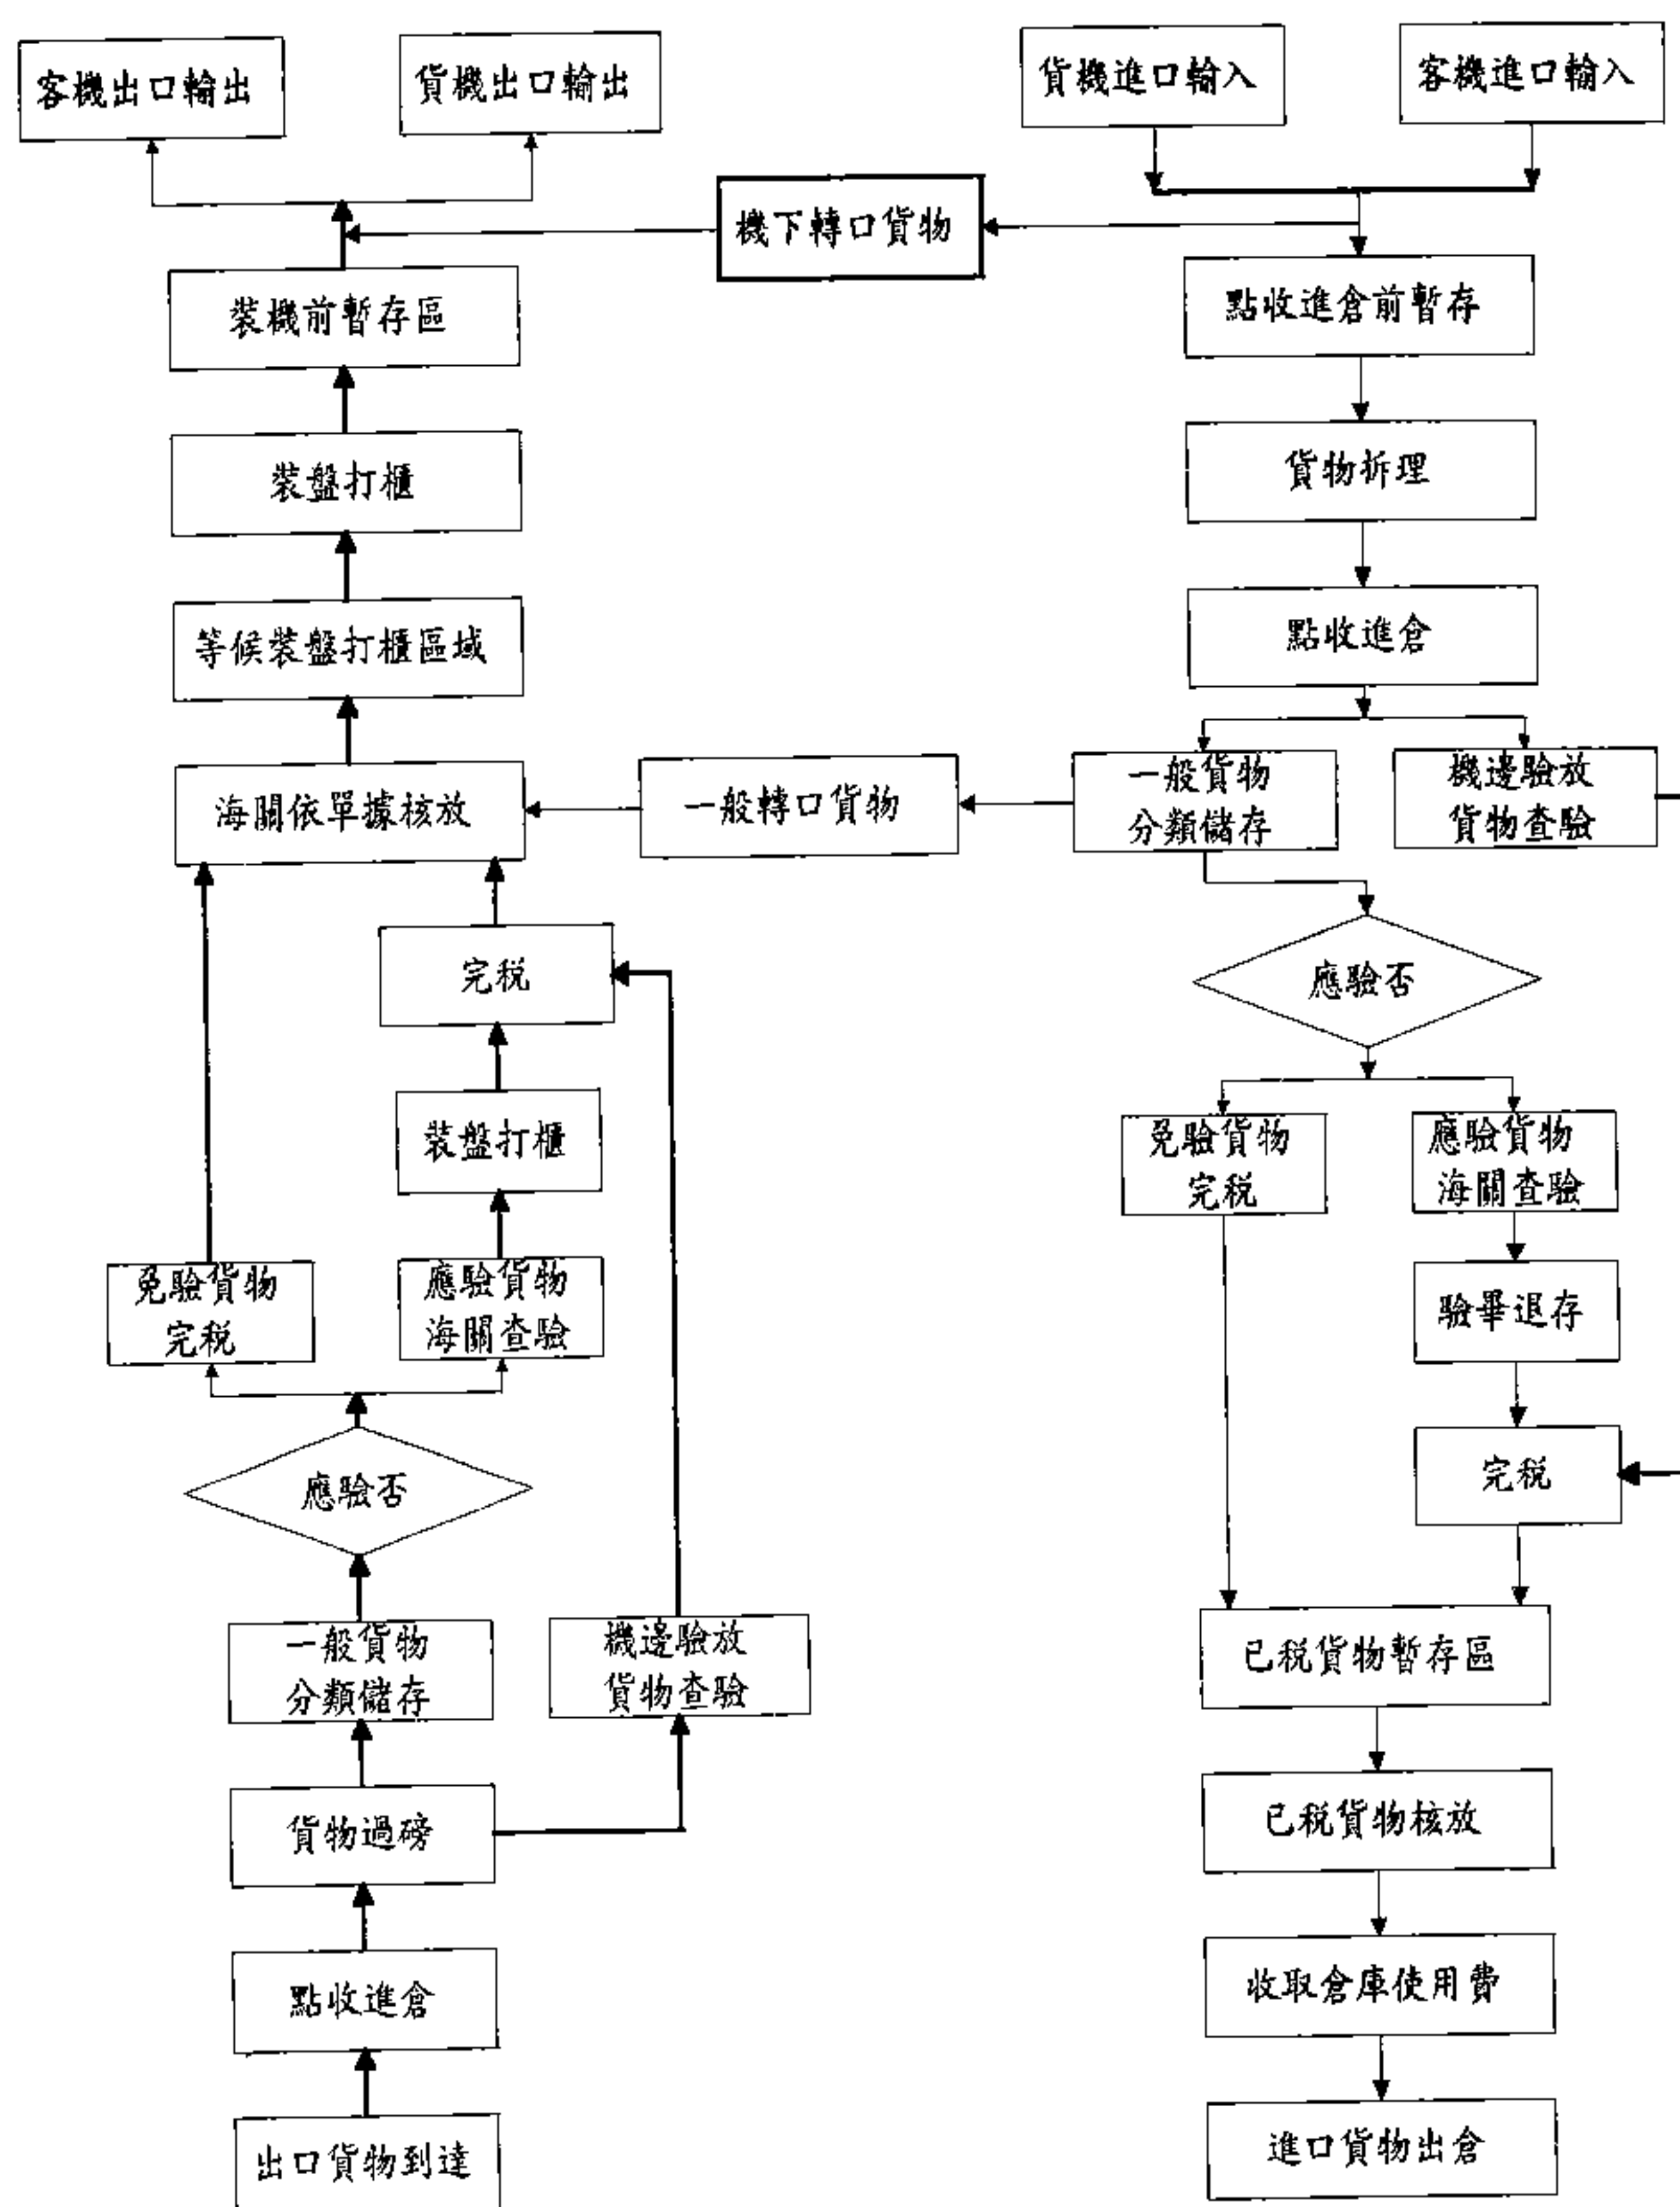 客機出口輸出
貨機出口輸出
貨機進口輸入
客機進口輸入
機下轉口貨物
裝機前暫存區
點收進倉前暫存
裝盤打櫃
貨物拆理
等候裝盤打櫃區域
點收進倉
海關依單據核放
一般轉口貨物
一般貨物
分類儲存
機邊驗放
貨物查驗
完稅
應驗否
裝盤打櫃
免驗貨物
完稅
應驗貨物
海關查驗
免驗貨物
完稅
應驗貨物
海關查驗
驗畢退存
應驗否
完稅
一般貨物
分類儲存
機邊驗放
貨物查驗
已稅貨物暫存區
貨物過磅
已稅貨物核放
點收進倉
收取倉庫使用費
出口貨物到達
進口貨物出倉